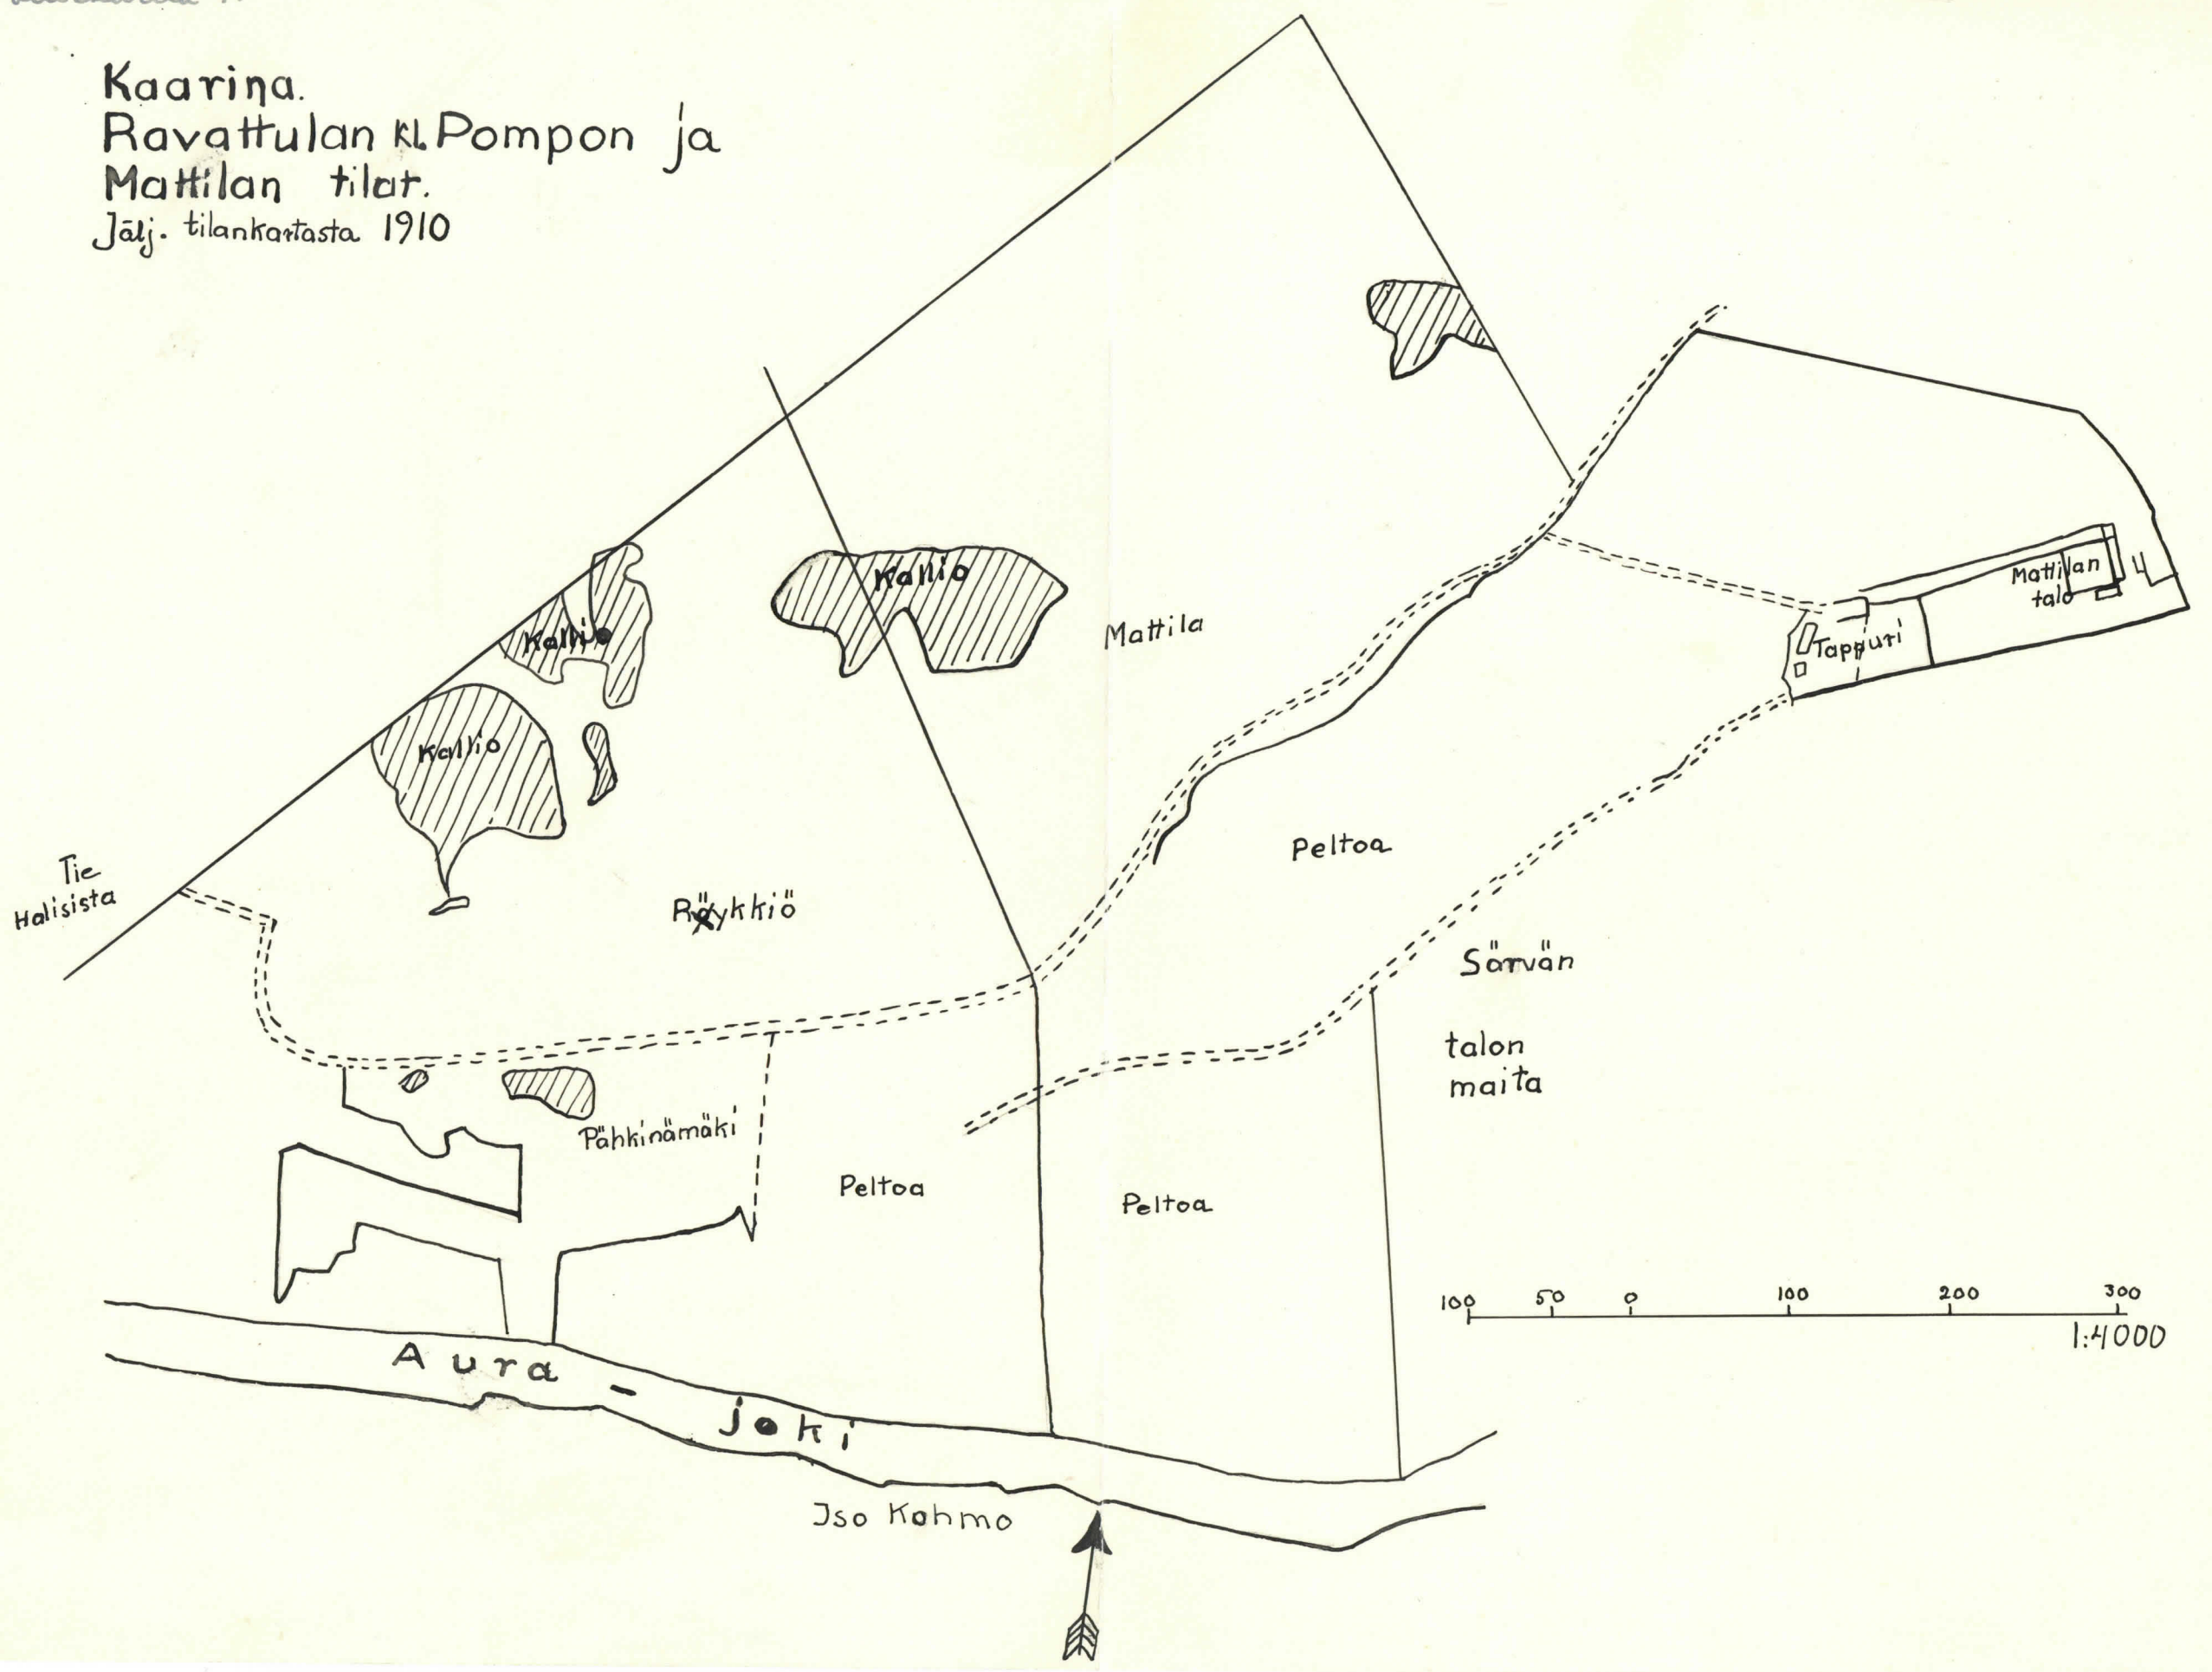 Kaarina.
Ravattulan kl. Pompon ja
Mattilan tilat.
Jälj. tilankartasta 1910
Kallio
Kallio
Kallio
Mattila
Mattilan
talo
Tappuri
Tie
Halisista
Röykkiö
Peltoa
Särvän
talon
maita
Pähkinämäki
Peltoa
Peltoa
100 50 0 100 200 300
1:4000
Aura-
joki
Iso Kohmo